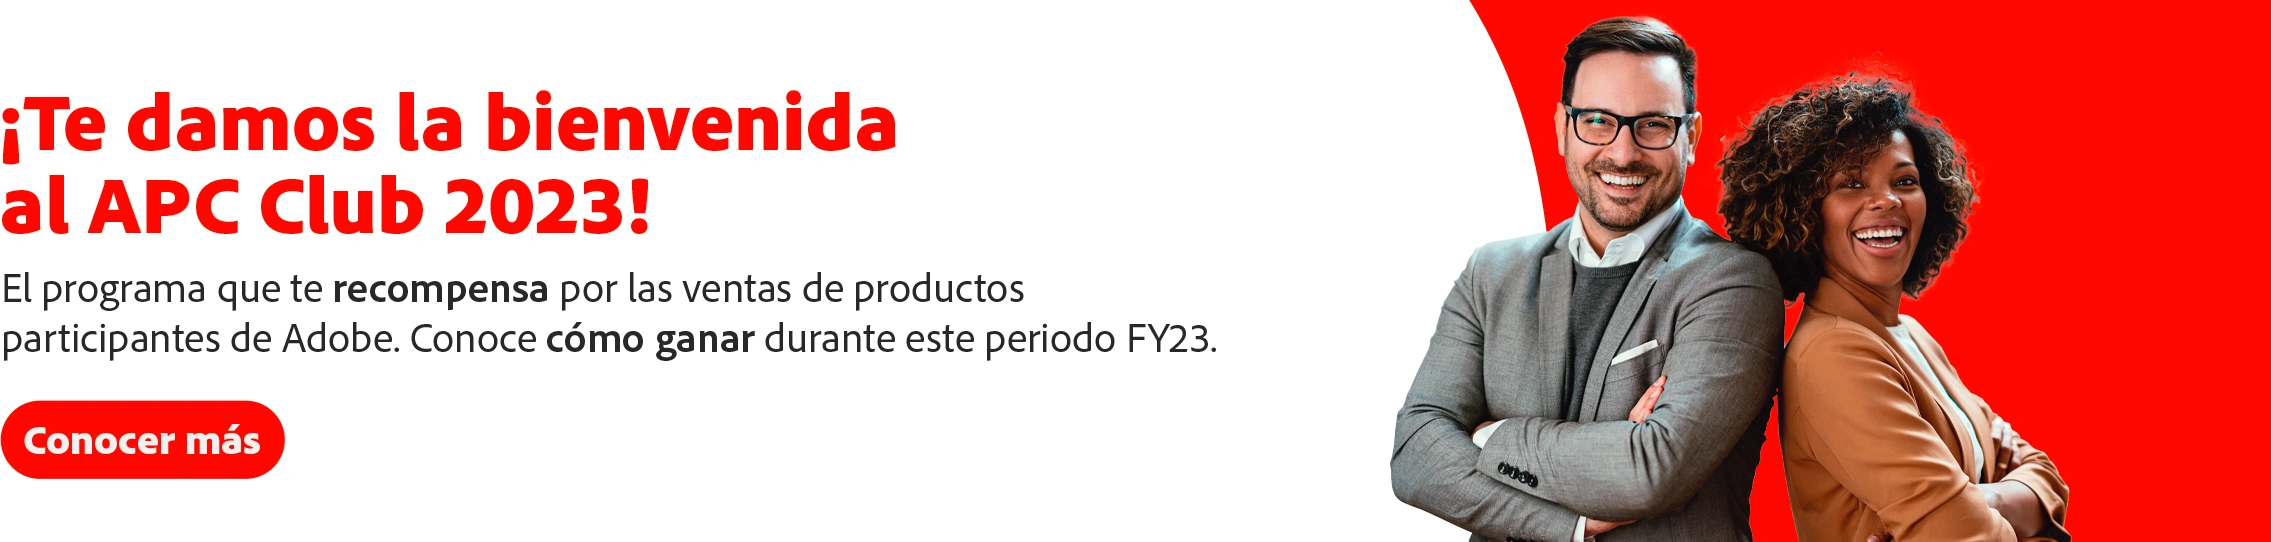 ¡Te damos la bienvenida
al APC Club 2023!
El programa que te recompensa por las ventas de productos
participantes de Adobe. Conoce cómo ganar durante este periodo FY23.
Conocer más